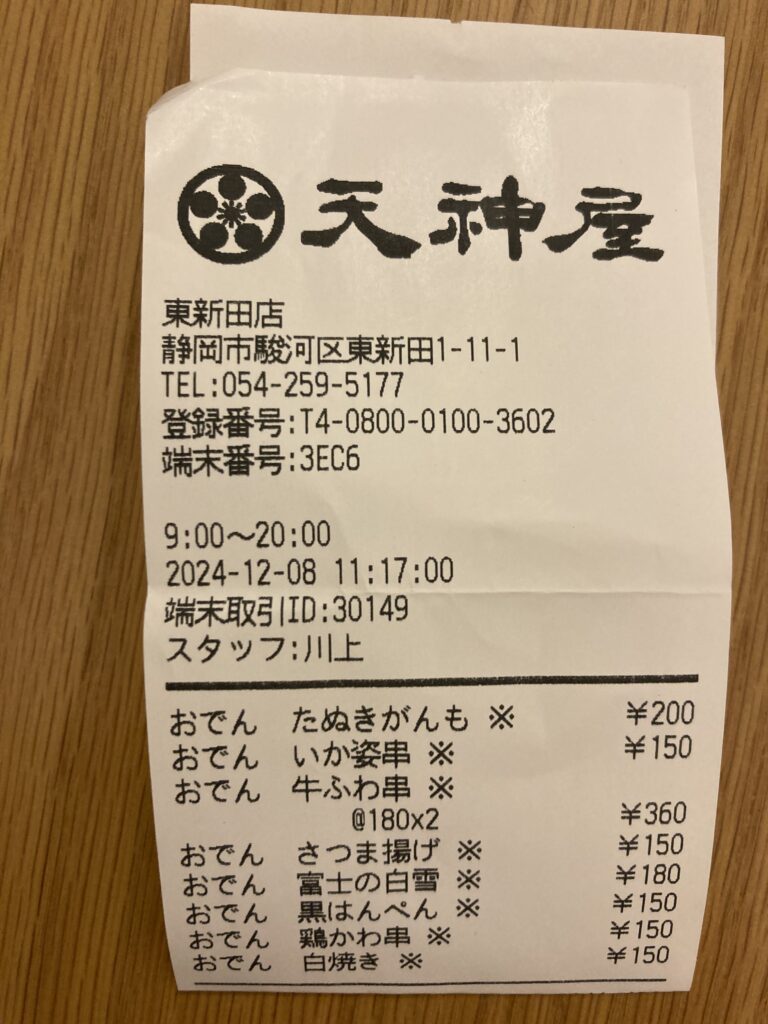 天神屋
東新田店
静岡市駿河区東新田1-11-1
TEL:054-259-5177
登録番号:T4-0800-0100-3602
端末番号:3EC6
9:00～20:00
2024-12-08 11:17:00
端末取引ID:30149
スタッフ:川上
おでん たぬきがんも ※ ¥200
おでん いか姿串 ※ ¥150
おでん 牛ふわ串 ※
@180x2 ¥360
おでん さつま揚げ ※ ¥150
おでん 富士の白雪 ※ ¥180
おでん 黒はんぺん ※ ¥150
おでん 鶏かわ串 ※ ¥150
おでん 白焼き ※ ¥150